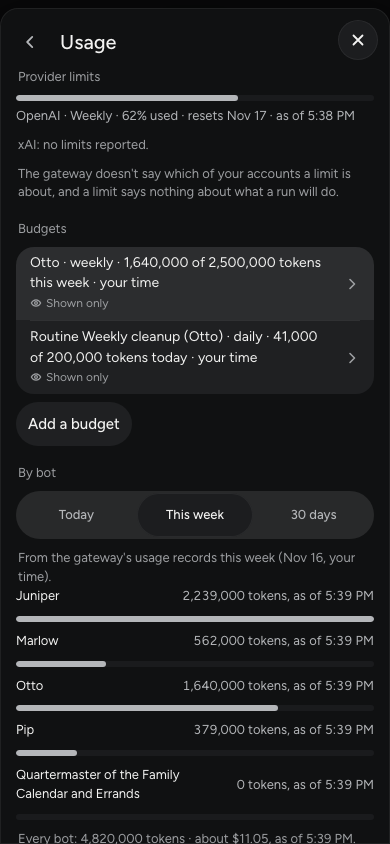 Usage
Provider limits
OpenAI · Weekly · 62% used · resets Nov 17 · as of 5:38 PM
xAI: no limits reported.
The gateway doesn't say which of your accounts a limit is
about, and a limit says nothing about what a run will do.
Budgets
Otto · weekly · 1,640,000 of 2,500,000 tokens
this week · your time
Shown only
Routine Weekly cleanup (Otto) · daily · 41,000
of 200,000 tokens today · your time
Shown only
Add a budget
By bot
Today This week 30 days
From the gateway's usage records this week (Nov 16, your
time).
Juniper 2,239,000 tokens, as of 5:39 PM
Marlow 562,000 tokens, as of 5:39 PM
Otto 1,640,000 tokens, as of 5:39 PM
Pip 379,000 tokens, as of 5:39 PM
Quartermaster of the Family
Calendar and Errands
0 tokens, as of 5:39 PM
Every bot: 4,820,000 tokens · about $11.05, as of 5:39 PM.